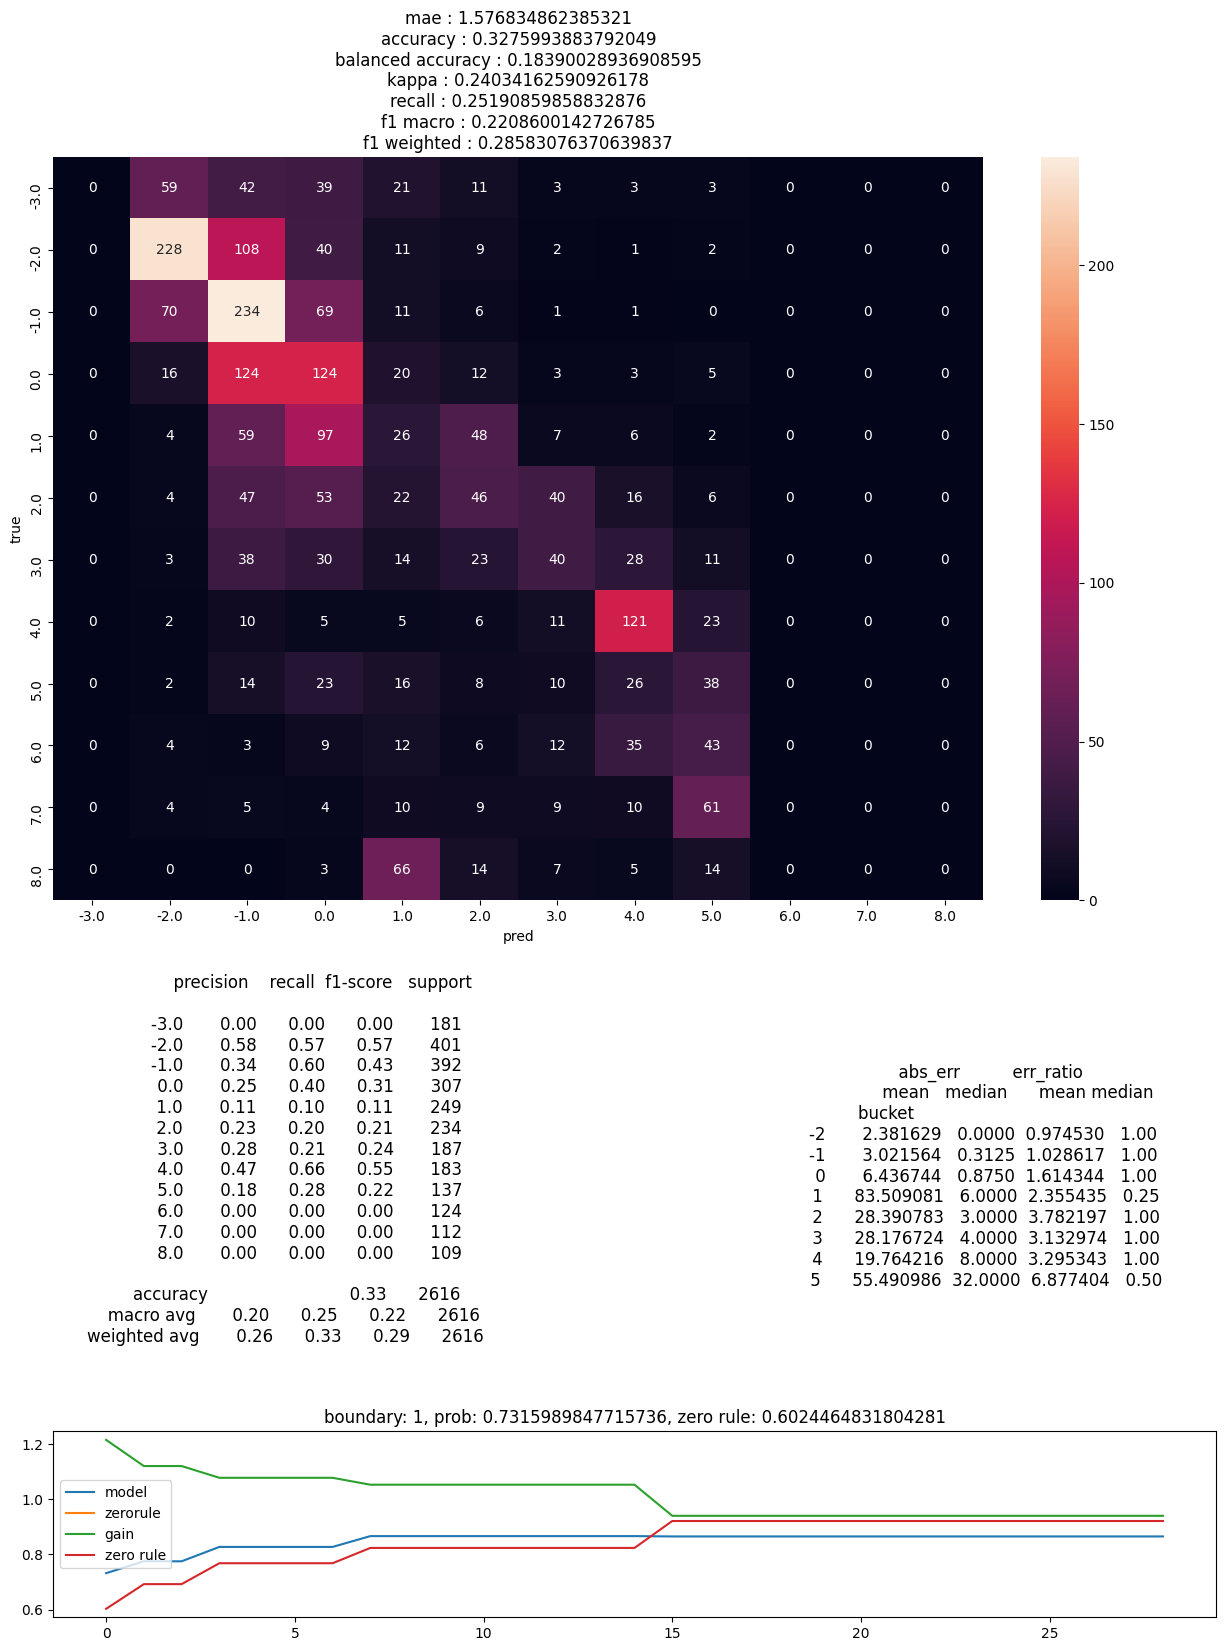 mae : 1.576834862385321
accuracy : 0.3275993883792049
balanced accuracy : 0.18390028936908595
kappa : 0.24034162590926178
recall : 0.25190859858832876
f1 macro : 0.2208600142726785
f1 weighted : 0.28583076370639837
-3.0 0 59 42 39 21 11 3 3 3 0 0 0
-2.0 0 228 108 40 11 9 2 1 2 0 0 0
-1.0 0 70 234 69 11 6 1 1 0 0 0 0
0.0 0 16 124 124 20 12 3 3 5 0 0 0
1.0 0 4 59 97 26 48 7 6 2 0 0 0
2.0 0 4 47 53 22 46 40 16 6 0 0 0
3.0 0 3 38 30 14 23 40 28 11 0 0 0
4.0 0 2 10 5 5 6 11 121 23 0 0 0
5.0 0 2 14 23 16 8 10 26 38 0 0 0
6.0 0 4 3 9 12 6 12 35 43 0 0 0
7.0 0 4 5 4 10 9 9 10 61 0 0 0
8.0 0 0 0 3 66 14 7 5 14 0 0 0
true
-3.0 -2.0 -1.0 0.0 1.0 2.0 3.0 4.0 5.0 6.0 7.0 8.0
pred
200
150
100
50
0
precision recall f1-score support
-3.0 0.00 0.00 0.00 181
-2.0 0.58 0.57 0.57 401
-1.0 0.34 0.60 0.43 392
0.0 0.25 0.40 0.31 307
1.0 0.11 0.10 0.11 249
2.0 0.23 0.20 0.21 234
3.0 0.28 0.21 0.24 187
4.0 0.47 0.66 0.55 183
5.0 0.18 0.28 0.22 137
6.0 0.00 0.00 0.00 124
7.0 0.00 0.00 0.00 112
8.0 0.00 0.00 0.00 109
accuracy 0.33 2616
macro avg 0.20 0.25 0.22 2616
weighted avg 0.26 0.33 0.29 2616
abs_err err_ratio
mean median mean median
bucket
-2 2.381629 0.0000 0.974530 1.00
-1 3.021564 0.3125 1.028617 1.00
0 6.436744 0.8750 1.614344 1.00
1 83.509081 6.0000 2.355435 0.25
2 28.390783 3.0000 3.782197 1.00
3 28.176724 4.0000 3.132974 1.00
4 19.764216 8.0000 3.295343 1.00
5 55.490986 32.0000 6.877404 0.50
boundary: 1, prob: 0.7315989847715736, zero rule: 0.6024464831804281
1.2
1.0
0.8
0.6
model
zerorule
gain
zero rule
0 5 10 15 20 25